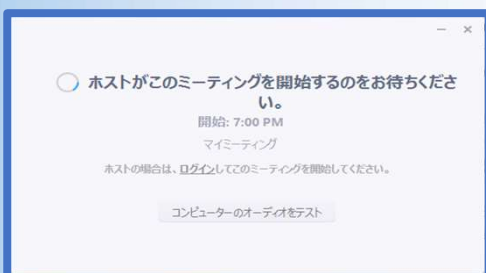 ホストがこのミーティングを開始するのをお待ちくださ
い。
開始: 7:00 PM
マイミーティング
ホストの場合は、ログインしてこのミーティングを開始してください。
コンピューターのオーディオをテスト